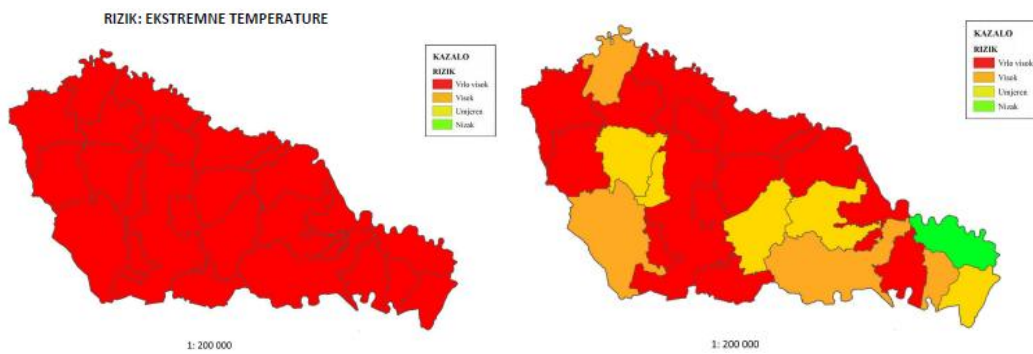 RIZIK: EKSTREMNE TEMPERATURE
KAZALO
RIZIK
Vrlo visok
Visok
Umjeren
Nizak
1: 200 000
KAZALO
RIZIK
Vrlo visok
Visok
Umjeren
Nizak
1: 200 000